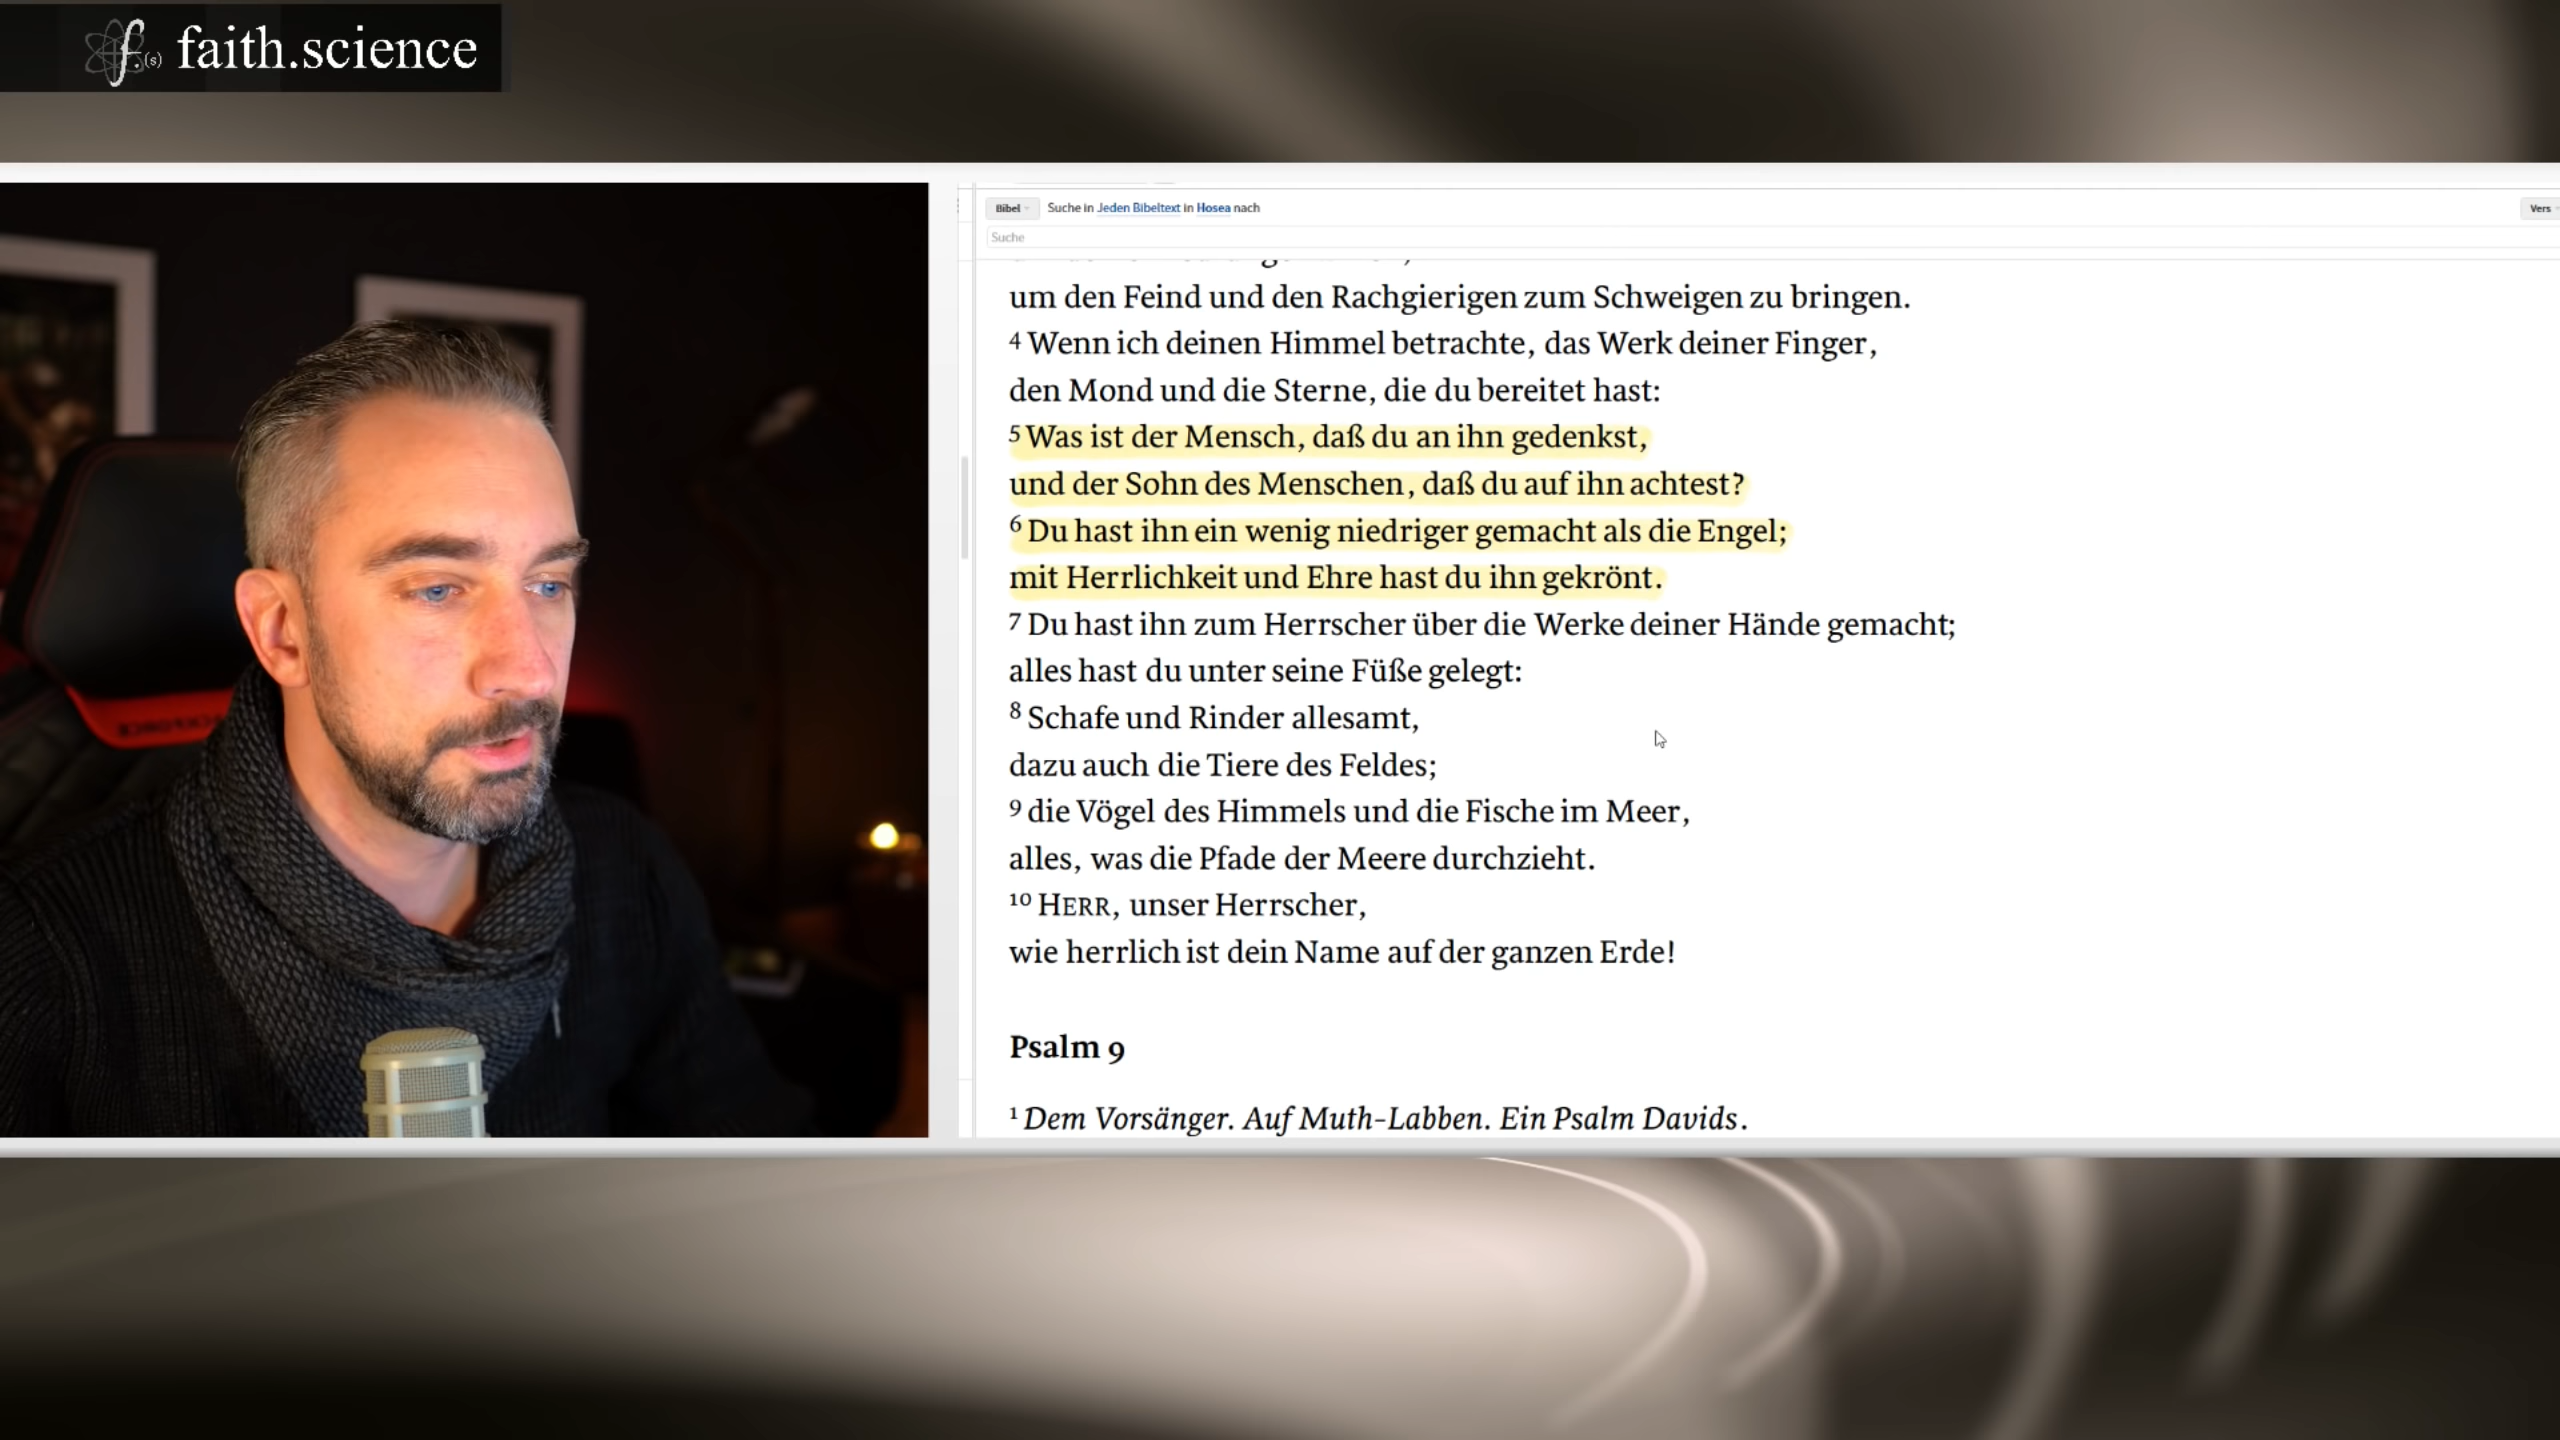 f.(s) faith.science
Bibel Suche in Jeden Bibeltext in Hosea nach
Vers
Suche
um den Feind und den Rachgierigen zum Schweigen zu bringen.
4 Wenn ich deinen Himmel betrachte, das Werk deiner Finger,
den Mond und die Sterne, die du bereitet hast:
5 Was ist der Mensch, daß du an ihn gedenkst,
und der Sohn des Menschen, daß du auf ihn achtest?
6 Du hast ihn ein wenig niedriger gemacht als die Engel;
mit Herrlichkeit und Ehre hast du ihn gekrönt.
7 Du hast ihn zum Herrscher über die Werke deiner Hände gemacht;
alles hast du unter seine Füße gelegt:
8 Schafe und Rinder allesamt,
dazu auch die Tiere des Feldes;
9 die Vögel des Himmels und die Fische im Meer,
alles, was die Pfade der Meere durchzieht.
10 HERR, unser Herrscher,
wie herrlich ist dein Name auf der ganzen Erde!
Psalm 9
1 Dem Vorsänger. Auf Muth-Labben. Ein Psalm Davids.